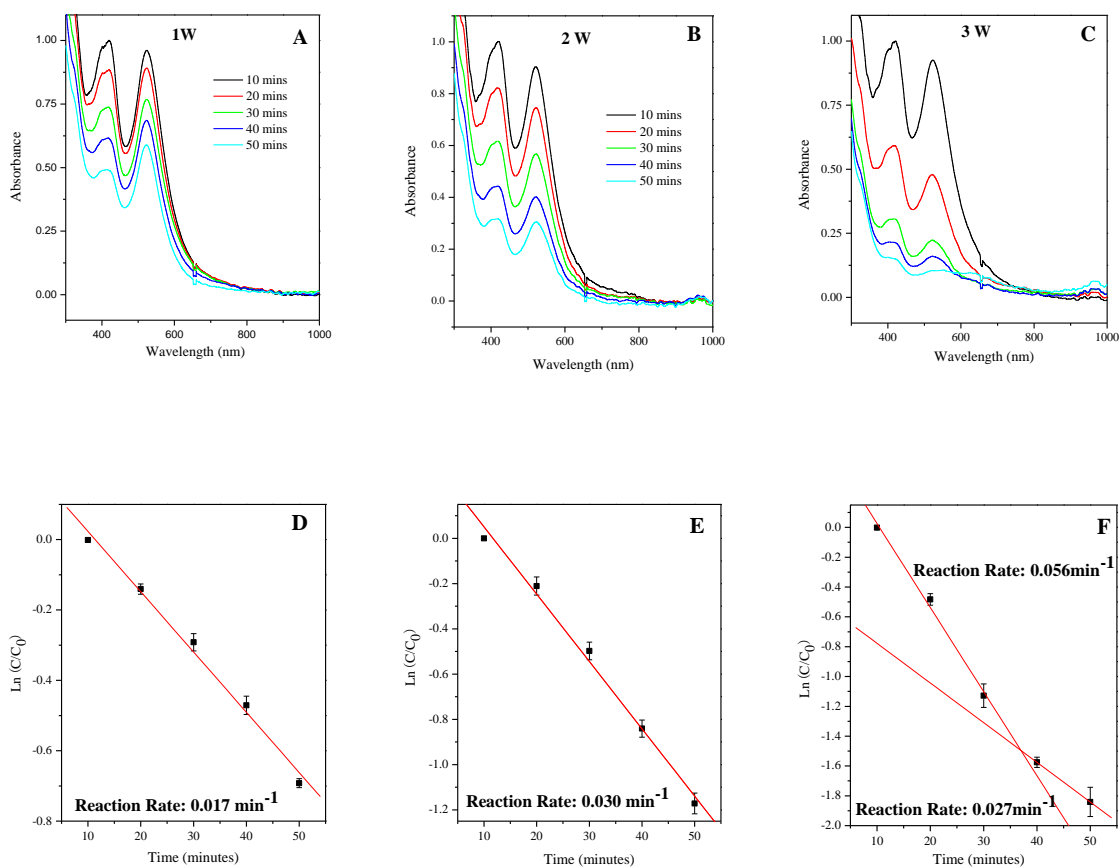 1W
A
10 mins
20 mins
30 mins
40 mins
50 mins
1.00
0.75
0.50
0.25
0.00
400 600 800 1000
Absorbance
Wavelength (nm)
2 W
B
10 mins
20 mins
30 mins
40 mins
50 mins
1.0
0.8
0.6
0.4
0.2
0.0
400 600 800 1000
Absorbance
Wavelength (nm)
3 W
C
1.00
0.75
0.50
0.25
0.00
400 600 800 1000
Absorbance
Wavelength (nm)
D
0.0
-0.2
-0.4
-0.6
-0.8
Ln (C/C0)
Reaction Rate: 0.017 min-1
10 20 30 40 50
Time (minutes)
E
0.0
-0.2
-0.4
-0.6
-0.8
-1.0
-1.2
Ln (C/C0)
Reaction Rate: 0.030 min-1
10 20 30 40 50
Time (minutes)
F
0.0
-0.2
-0.4
-0.6
-0.8
-1.0
-1.2
-1.4
-1.6
-1.8
-2.0
Ln (C/C0)
Reaction Rate: 0.056min-1
Reaction Rate: 0.027min-1
10 20 30 40 50
Time (minutes)